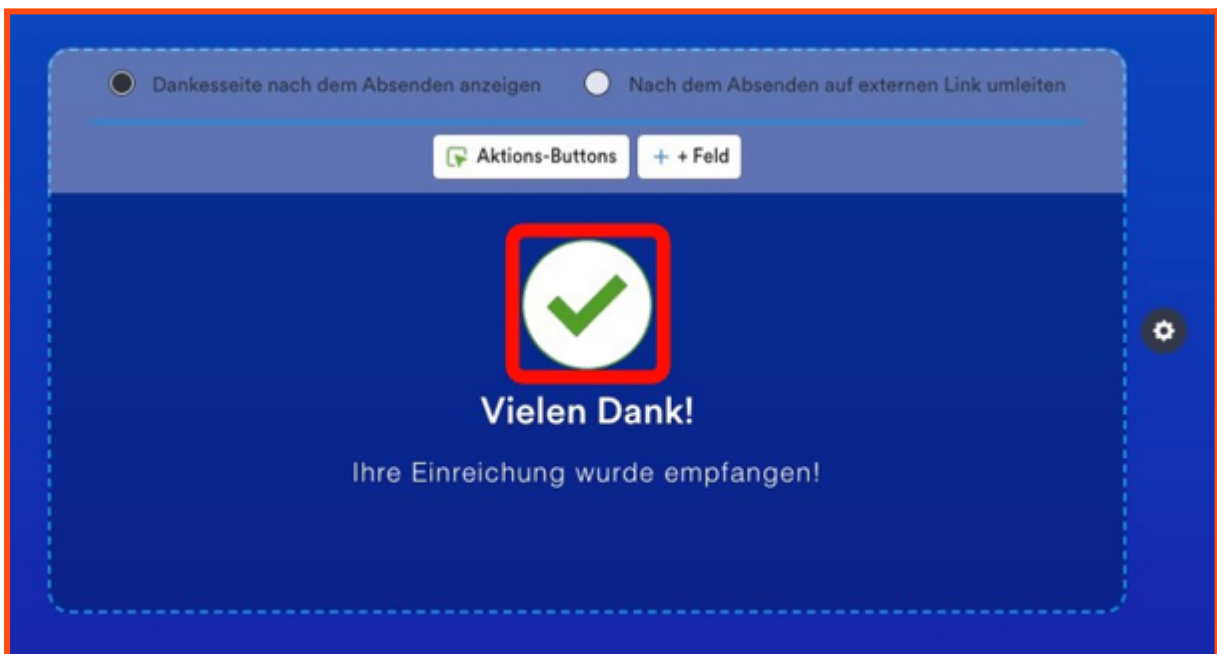 Dankesseite nach dem Absenden anzeigen Nach dem Absenden auf externen Link umleiten
Aktions-Buttons + + Feld
Vielen Dank!
Ihre Einreichung wurde empfangen!